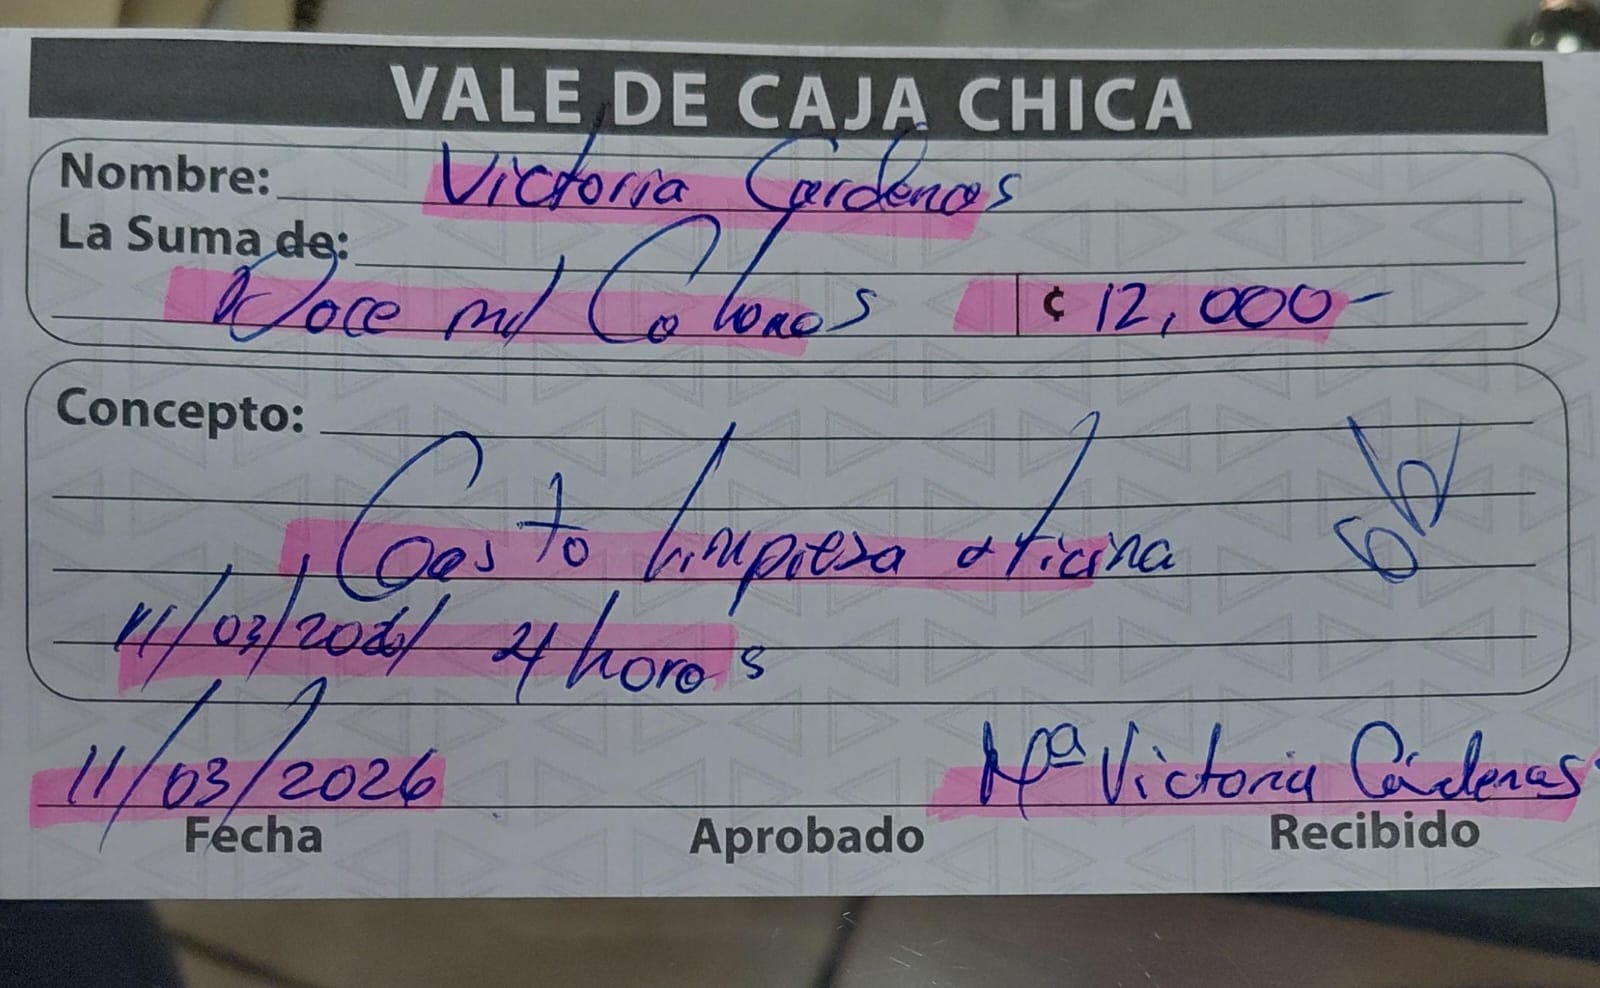 VALE DE CAJA CHICA
Nombre: Victoria Cardenas
La Suma de:
Doce mil Colones ¢ 12,000-
Concepto:
Gasto limpieza oficina
11/03/2026/ 4 horas
11/03/2026 Mª Victoria Cárdenas
Fecha Aprobado Recibido